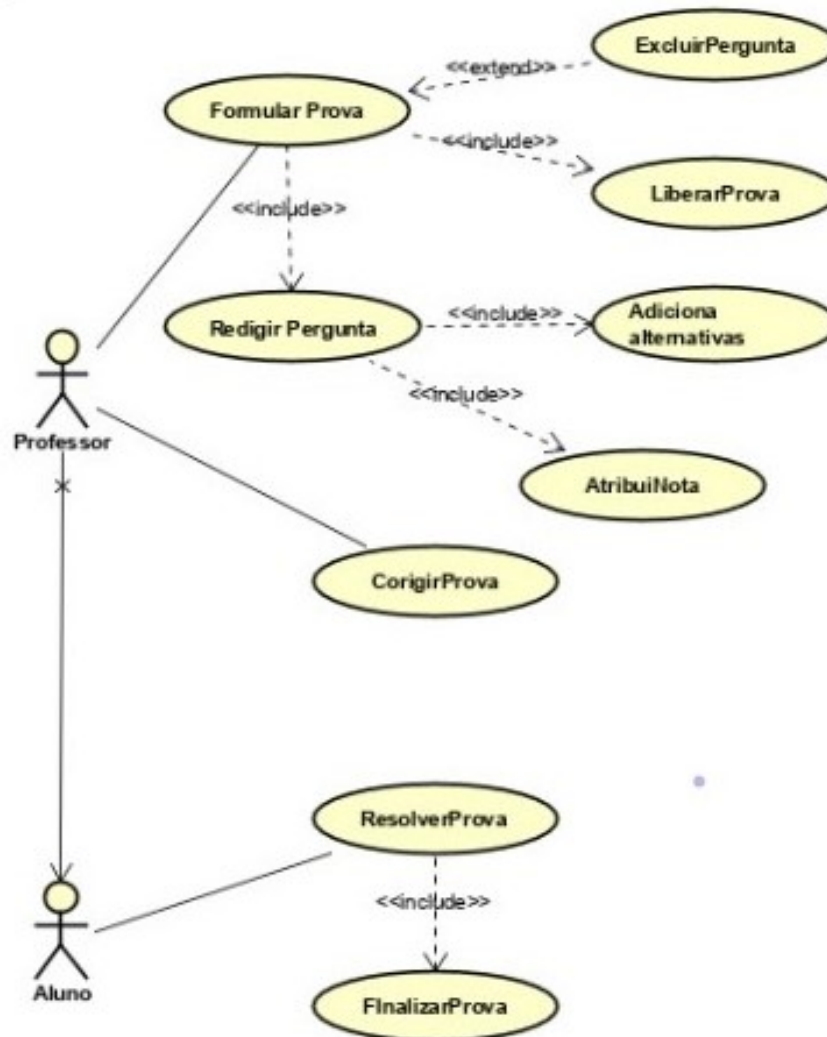 ExcluirPergunta
<<extend>>
Formular Prova
<<include>>
LiberarProva
<<include>>
Redigir Pergunta
<<include>>
Adiciona
alternativas
<<include>>
AtribuiNota
Professor
CorigirProva
ResolverProva
<<include>>
Aluno
FInalizarProva